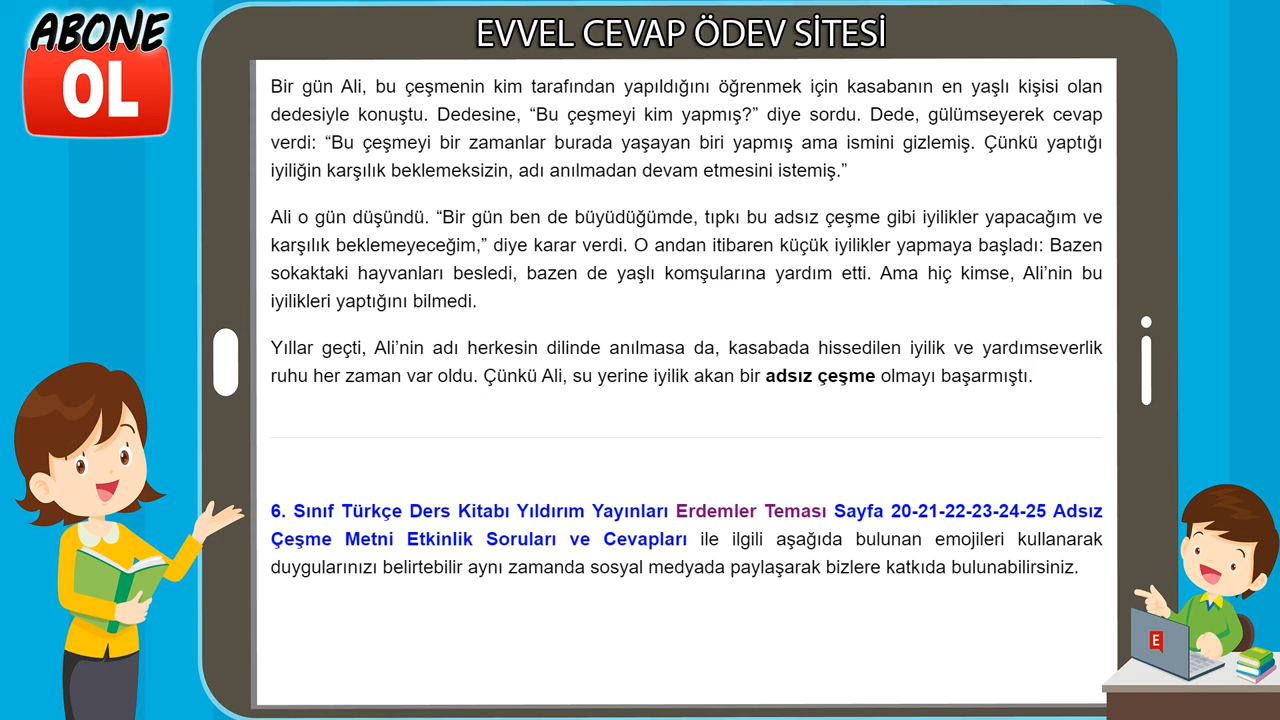 ABONE
OL
EVVEL CEVAP ÖDEV SİTESİ
Bir gün Ali, bu çeşmenin kim tarafından yapıldığını öğrenmek için kasabanın en yaşlı kişisi olan
dedesiyle konuştu. Dedesine, “Bu çeşmeyi kim yapmış?” diye sordu. Dede, gülümseyerek cevap
verdi: “Bu çeşmeyi bir zamanlar burada yaşayan biri yapmış ama ismini gizlemiş. Çünkü yaptığı
iyiliğin karşılık beklemeksizin, adı anılmadan devam etmesini istemiş.”
Ali o gün düşündü. “Bir gün ben de büyüdüğümde, tıpkı bu adsız çeşme gibi iyilikler yapacağım ve
karşılık beklemeyeceğim,” diye karar verdi. O andan itibaren küçük iyilikler yapmaya başladı: Bazen
sokaktaki hayvanları besledi, bazen de yaşlı komşularına yardım etti. Ama hiç kimse, Ali’nin bu
iyilikleri yaptığını bilmedi.
Yıllar geçti, Ali’nin adı herkesin dilinde anılmasa da, kasabada hissedilen iyilik ve yardımseverlik
ruhu her zaman var oldu. Çünkü Ali, su yerine iyilik akan bir adsız çeşme olmayı başarmıştı.
6. Sınıf Türkçe Ders Kitabı Yıldırım Yayınları Erdemler Teması Sayfa 20-21-22-23-24-25 Adsız
Çeşme Metni Etkinlik Soruları ve Cevapları ile ilgili aşağıda bulunan emojileri kullanarak
duygularınızı belirtebilir aynı zamanda sosyal medyada paylaşarak bizlere katkıda bulunabilirsiniz.
E